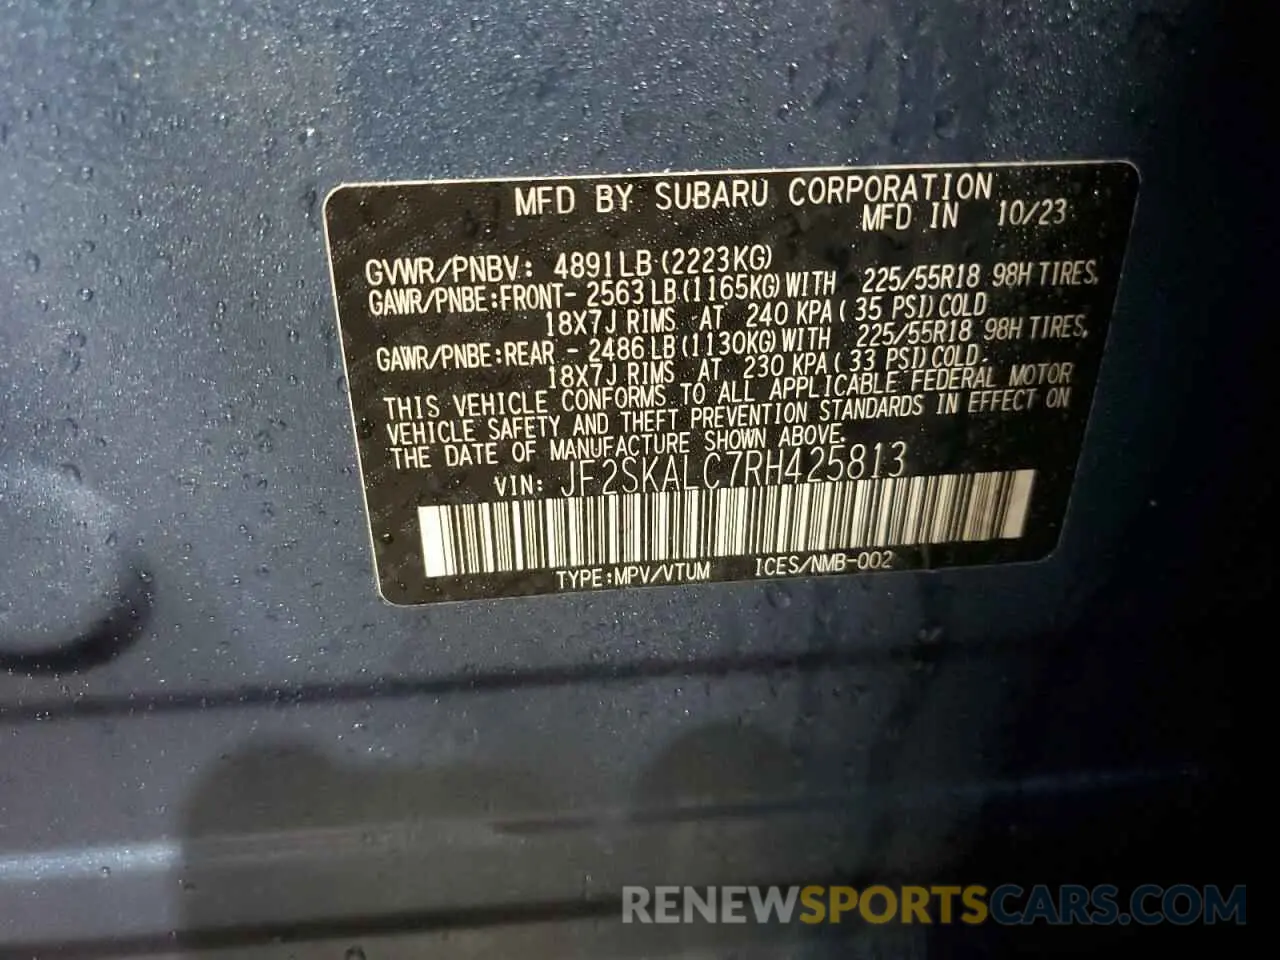 MFD BY SUBARU CORPORATION
MFD IN 10/23
GVWR/PNBV: 4891LB(2223KG)
GAWR/PNBE:FRONT- 2563LB(1165KG)WITH 225/55R18 98H TIRES,
18X7J RIMS AT 240 KPA( 35 PSI)COLD
GAWR/PNBE:REAR - 2486LB(1130KG)WITH 225/55R18 98H TIRES,
18X7J RIMS AT 230 KPA( 33 PSI)COLD.
THIS VEHICLE CONFORMS TO ALL APPLICABLE FEDERAL MOTOR
VEHICLE SAFETY AND THEFT PREVENTION STANDARDS IN EFFECT ON
THE DATE OF MANUFACTURE SHOWN ABOVE.
VIN: JF2SKALC7RH425813
TYPE:MPV/VTUM ICES/NMB-002
RENEWSPORTSCARS.COM